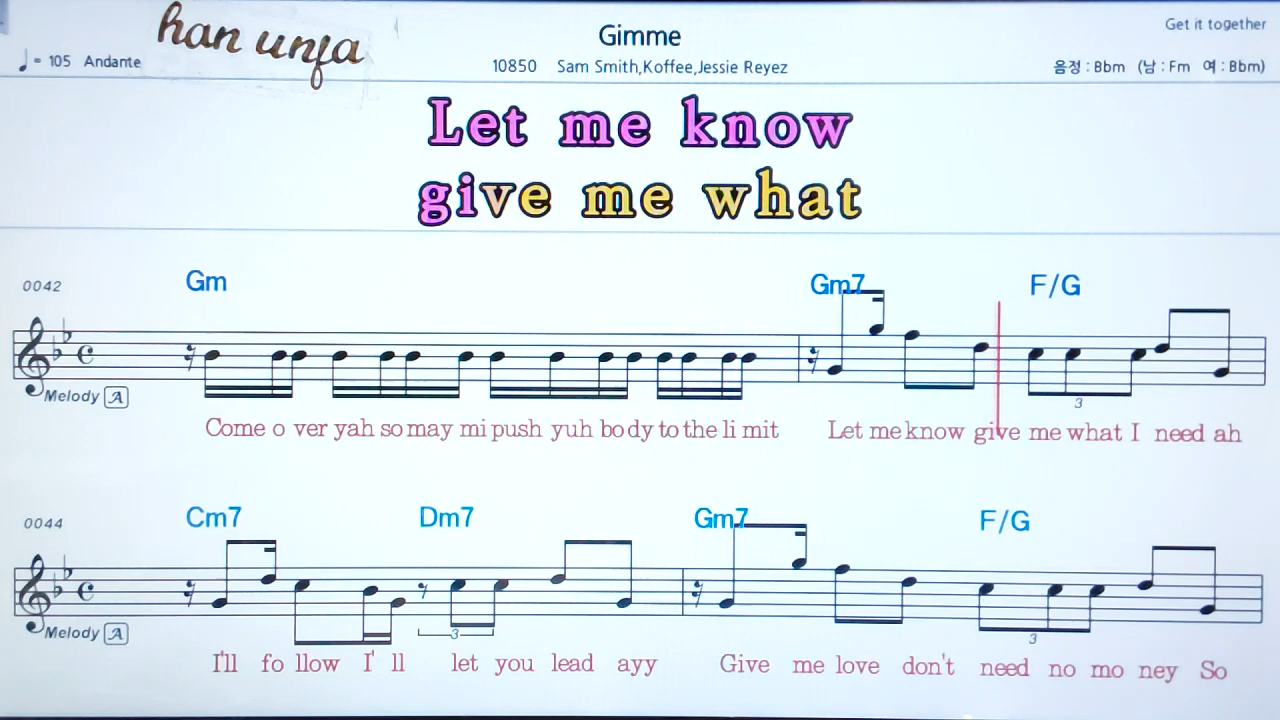 han unfa
Gimme
Get it together
♩= 105 Andante
10850 Sam Smith,Koffee,Jessie Reyez
음정 : Bbm (남 : Fm 여 : Bbm)
Let me know
give me what
0042
Gm Gm7 F/G
Melody A
3
Come o ver yah so may mi push yuh bo dy to the li mit Let me know give me what I need ah
0044
Cm7 Dm7 Gm7 F/G
Melody A
3 3
I'll fo llow I' ll let you lead ayy Give me love don't need no mo ney So